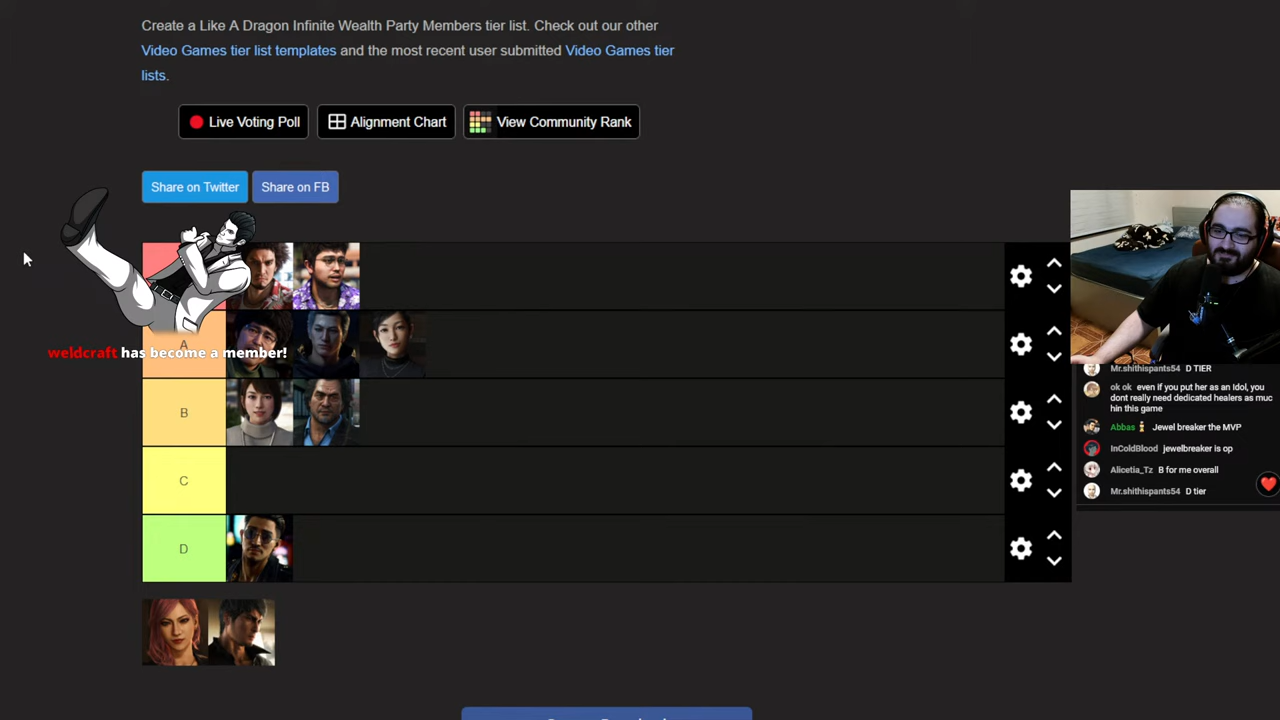 Create a Like A Dragon Infinite Wealth Party Members tier list. Check out our other
Video Games tier list templates and the most recent user submitted Video Games tier
lists.
Live Voting Poll
Alignment Chart
View Community Rank
Share on Twitter
Share on FB
A
weldcraft has become a member!
B
C
D
Mr.shithispants54 D TIER
ok ok even if you put her as an Idol, you
dont really need dedicated healers as muc
hin this game
Abbas Jewel breaker the MVP
InColdBlood jewelbreaker is op
Alicetia_Tz B for me overall
Mr.shithispants54 D tier